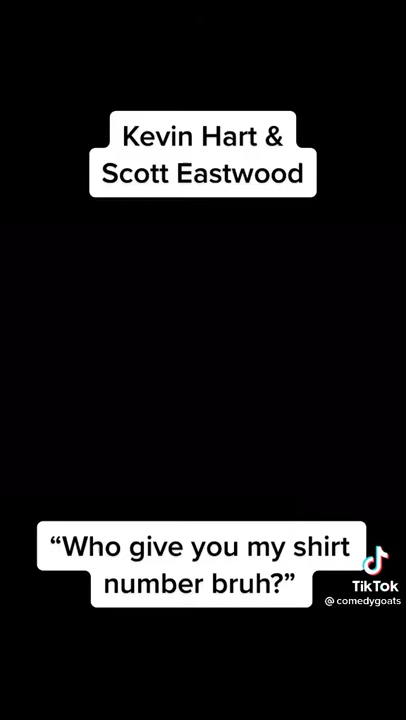 Kevin Hart &
Scott Eastwood
“Who give you my shirt
number bruh?”
TikTok
@comedygoats